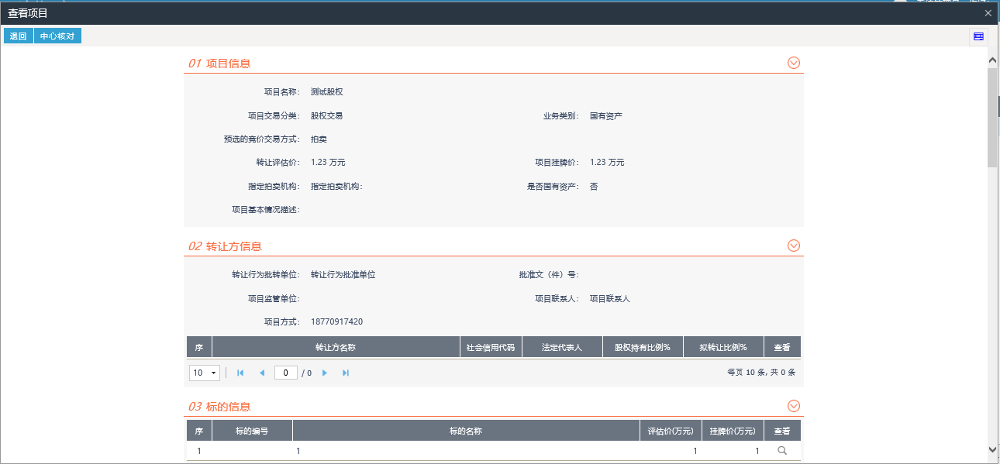 查看项目
退回 中心核对
01 项目信息
项目名称： 测试股权
项目交易分类： 股权交易 业务类别： 国有资产
预选的竞价交易方式： 拍卖
转让评估价： 1.23 万元 项目挂牌价： 1.23 万元
指定拍卖机构： 指定拍卖机构： 是否国有资产： 否
项目基本情况描述：
02 转让方信息
转让行为批转单位： 转让行为批准单位 批准文（件）号：
项目监管单位： 项目联系人： 项目联系人
项目方式： 18770917420
序 转让方名称 社会信用代码 法定代表人 股权持有比例% 拟转让比例% 查看
10 0 / 0 每页 10 条, 共 0 条
03 标的信息
序 标的编号 标的名称 评估价(万元) 挂牌价(万元) 查看
1 1 1 1